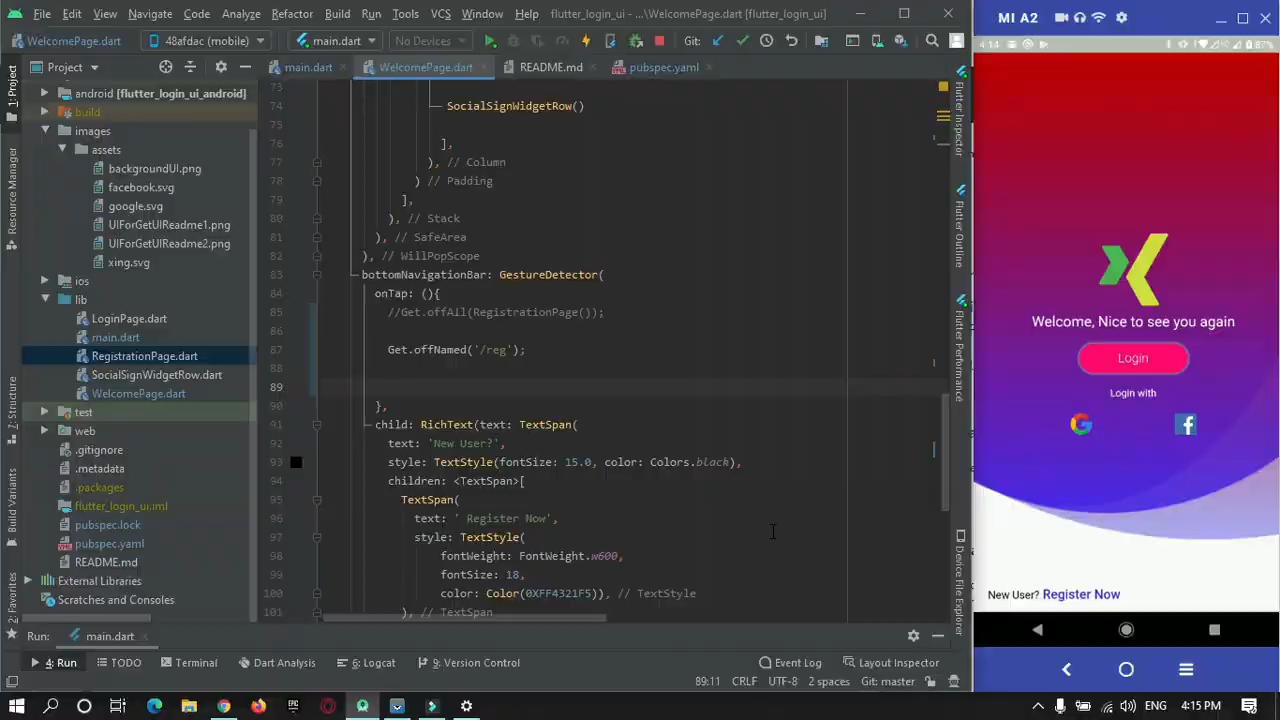 File Edit View Navigate Code Analyze Refactor Build Run Tools VCS Window Help flutter_login_ui - ...\WelcomePage.dart [flutter_login_ui]
MI A2
WelcomePage.dart 48afdac (mobile) main.dart No Devices Git:
4:14 87%
Project main.dart WelcomePage.dart README.md pubspec.yaml
1: Project
Resource Manager
Z: Structure
Build Variants
2: Favorites
android [flutter_login_ui_android]
build
images
assets
backgroundUI.png
facebook.svg
google.svg
UIForGetUIReadme1.png
UIForGetUIReadme2.png
xing.svg
ios
lib
LoginPage.dart
main.dart
RegistrationPage.dart
SocialSignWidgetRow.dart
WelcomePage.dart
test
web
.gitignore
.metadata
.packages
flutter_login_ui.iml
pubspec.lock
pubspec.yaml
README.md
External Libraries
Scratches and Consoles
73
74 SocialSignWidgetRow()
75
76 ],
77 ), // Column
78 ) // Padding
79 ],
80 ), // Stack
81 ), // SafeArea
82 ), // WillPopScope
83 bottomNavigationBar: GestureDetector(
84 onTap: (){
85 //Get.offAll(RegistrationPage());
86
87 Get.offNamed('/reg');
88
89
90 },
91 child: RichText(text: TextSpan(
92 text: 'New User?',
93 style: TextStyle(fontSize: 15.0, color: Colors.black),
94 children: <TextSpan>[
95 TextSpan(
96 text: ' Register Now',
97 style: TextStyle(
98 fontWeight: FontWeight.w600,
99 fontSize: 18,
100 color: Color(0XFF4321F5)), // TextStyle
101 ), // TextSpan
Flutter Inspector
Flutter Outline
Flutter Performance
Device File Explorer
Welcome, Nice to see you again
Login
Login with
New User? Register Now
Run: main.dart
4: Run TODO Terminal Dart Analysis 6: Logcat 9: Version Control Event Log Layout Inspector
89:11 CRLF UTF-8 2 spaces Git: master
EPIC
ENG 4:15 PM